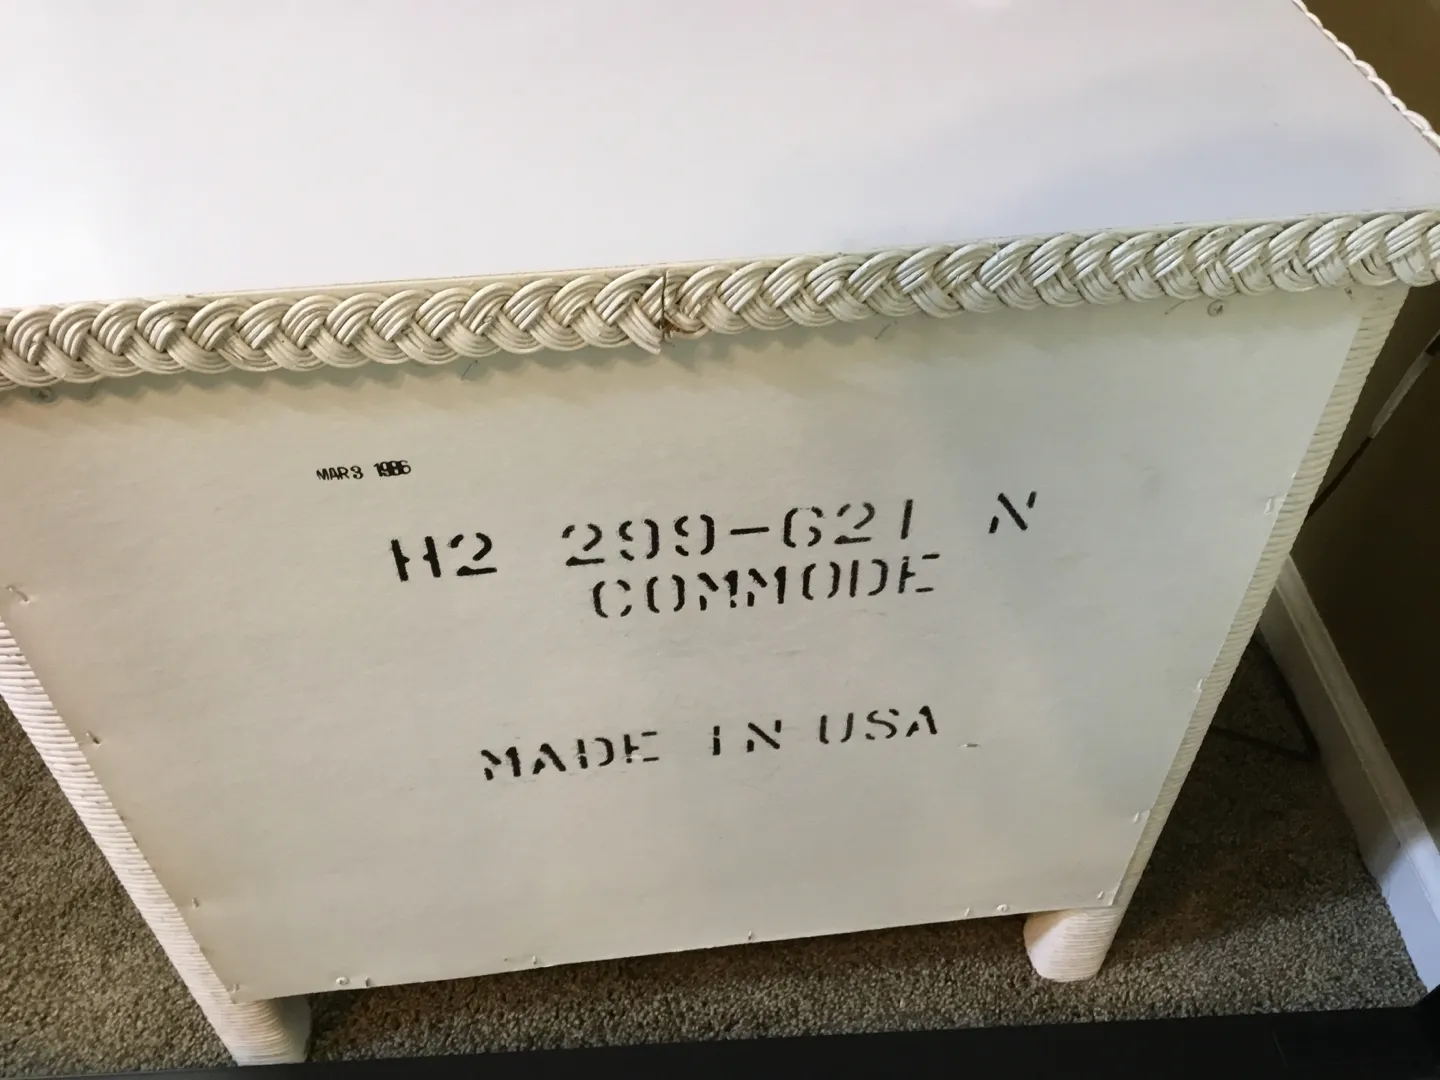 MAR 3 1986
H2 299-621 N
COMMODE
MADE IN USA